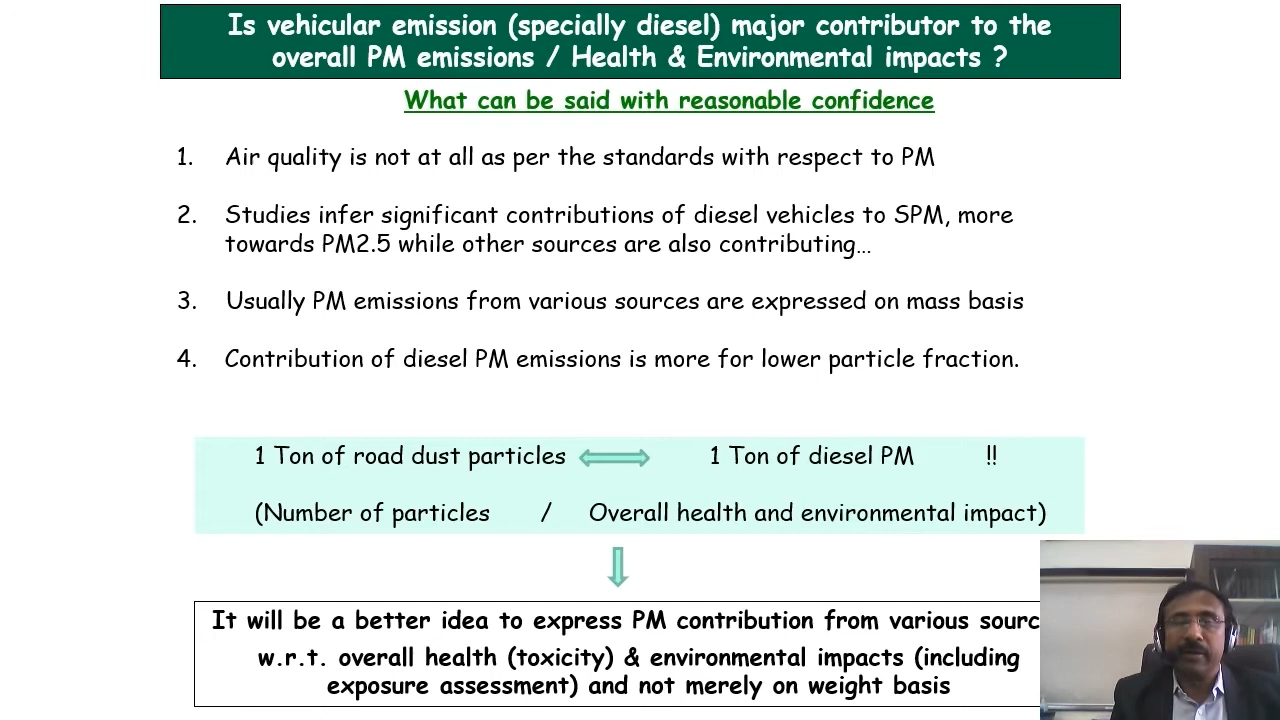 Is vehicular emission (specially diesel) major contributor to the
overall PM emissions / Health & Environmental impacts ?
What can be said with reasonable confidence
1. Air quality is not at all as per the standards with respect to PM
2. Studies infer significant contributions of diesel vehicles to SPM, more
towards PM2.5 while other sources are also contributing...
3. Usually PM emissions from various sources are expressed on mass basis
4. Contribution of diesel PM emissions is more for lower particle fraction.
1 Ton of road dust particles 1 Ton of diesel PM !!
(Number of particles / Overall health and environmental impact)
It will be a better idea to express PM contribution from various sourc
w.r.t. overall health (toxicity) & environmental impacts (including
exposure assessment) and not merely on weight basis